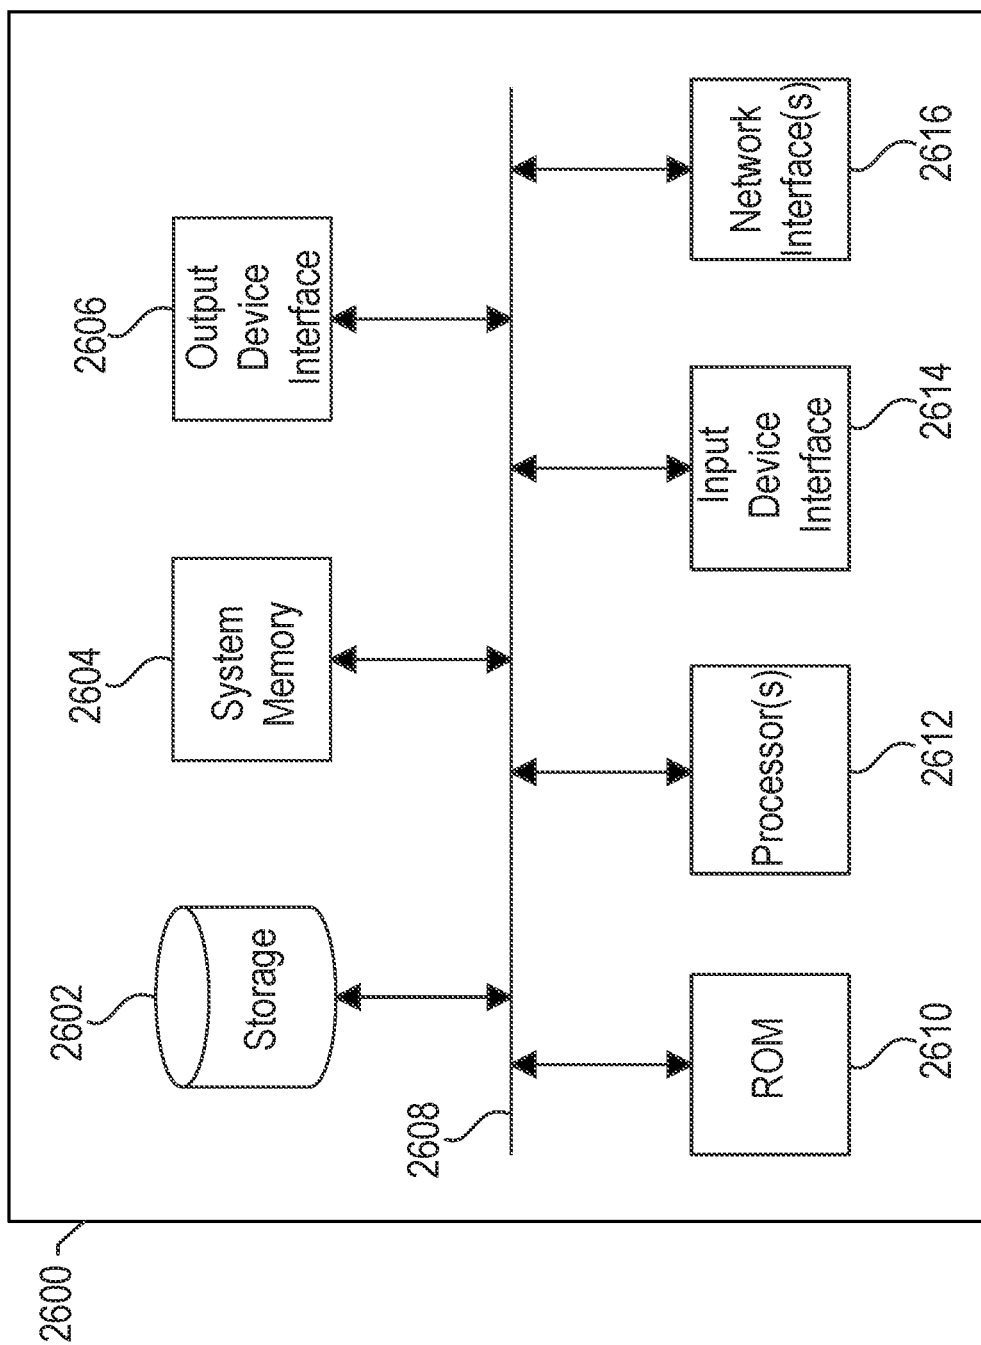 2600
2602
Storage
2604
System
Memory
2606
Output
Device
Interface
2608
ROM
2610
Processor(s)
2612
Input
Device
Interface
2614
Network
Interface(s)
2616